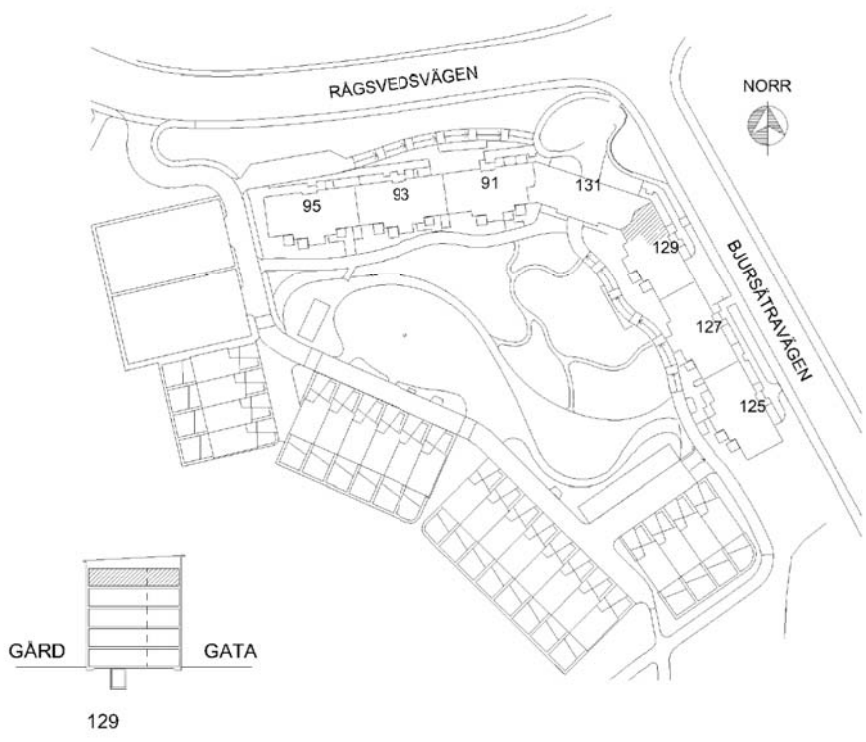 RÅGSVEDSVÄGEN
NORR
95
93
91
131
129
127
125
BJURSÄTRAVÄGEN
GÅRD
GATA
129